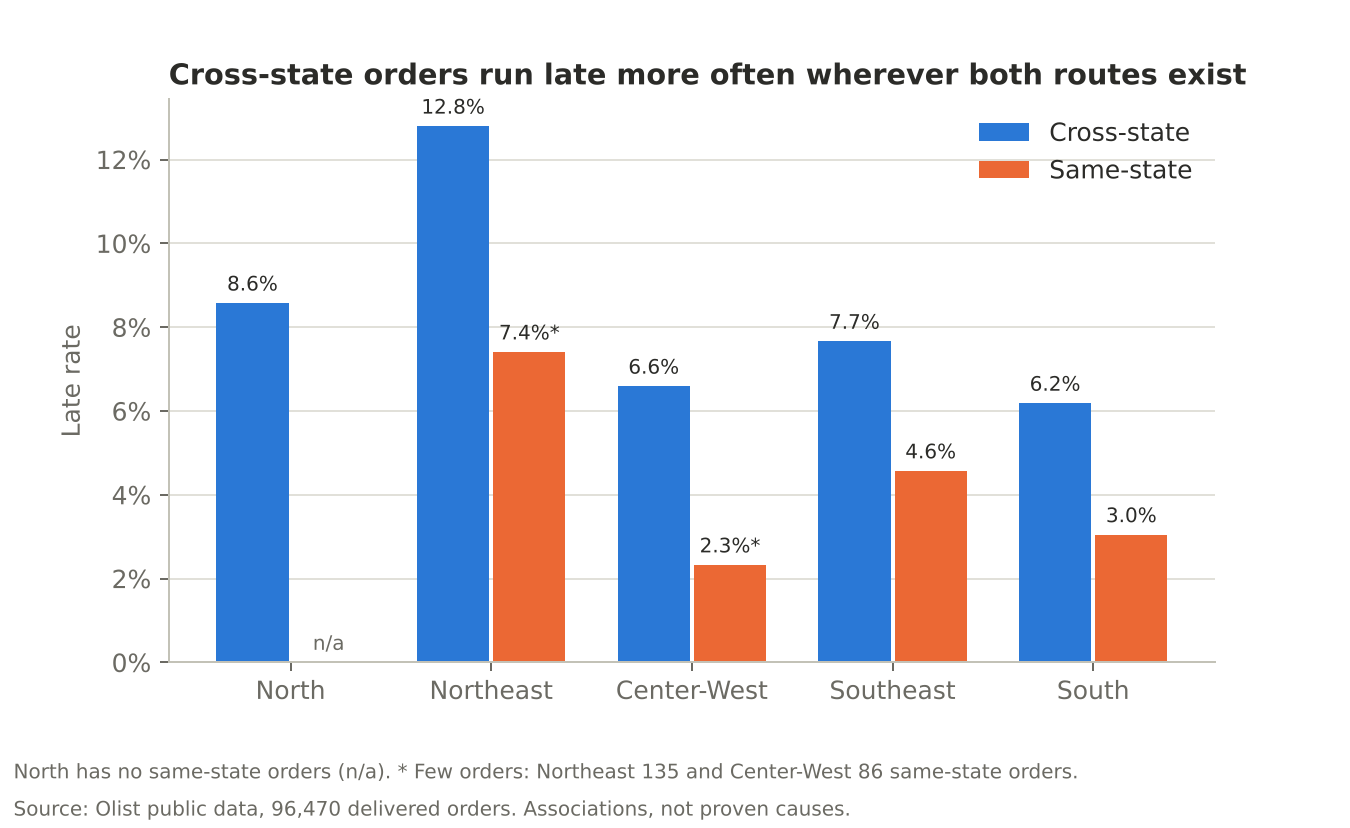 Cross-state orders run late more often wherever both routes exist
12.8%
Cross-state
12%
Same-state
10%
8.6%
8%
7.4%*
7.7%
Late rate
6.6%
6%
6.2%
4.6%
4%
3.0%
2.3%*
2%
n/a
0%
North
Northeast
Center-West
Southeast
South
North has no same-state orders (n/a). * Few orders: Northeast 135 and Center-West 86 same-state orders.
Source: Olist public data, 96,470 delivered orders. Associations, not proven causes.